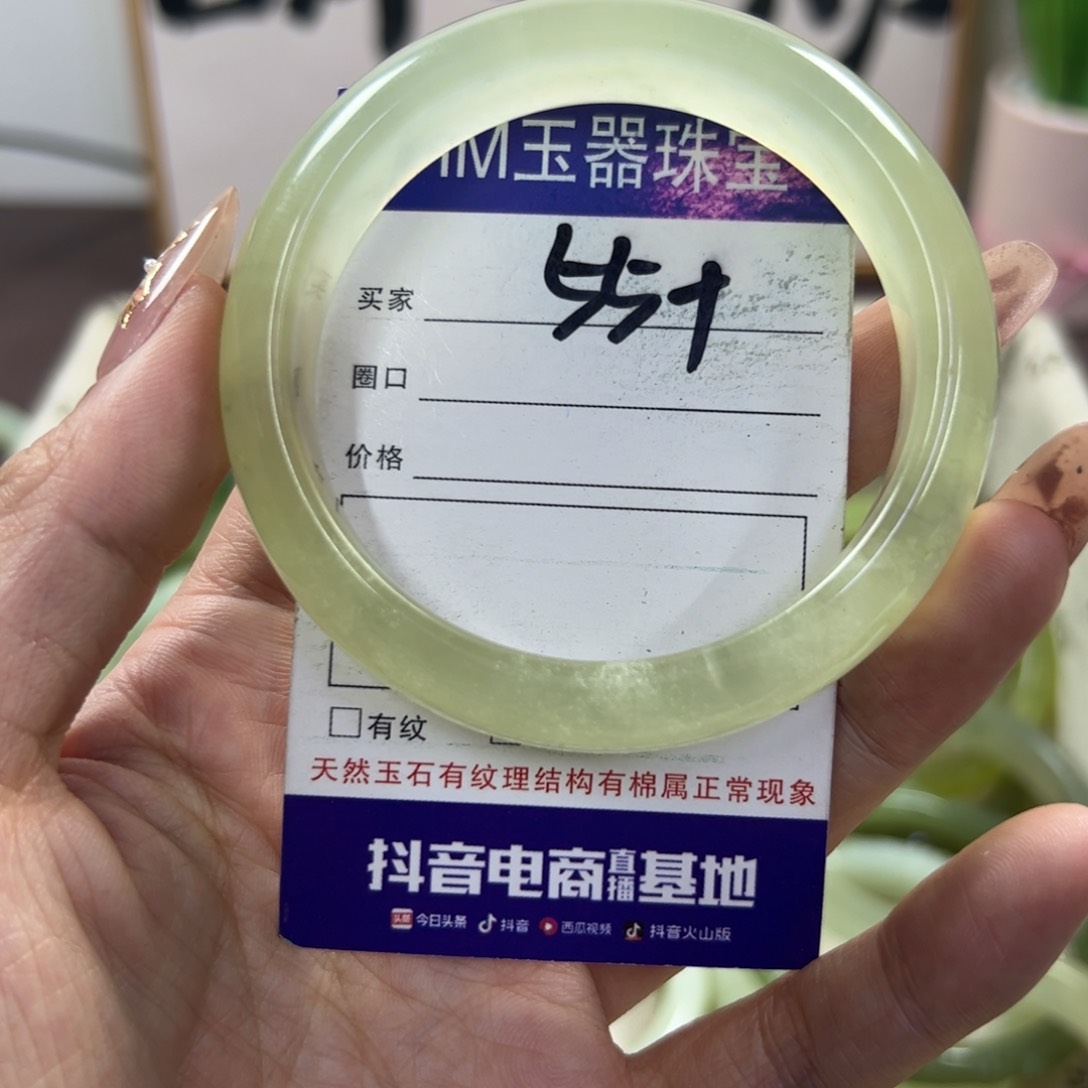 玉器珠宝
买家
圈口
价格
有纹
天然玉石有纹理结构有棉属正常现象
抖音电商直播基地
今日头条 抖音 西瓜视频 抖音火山版